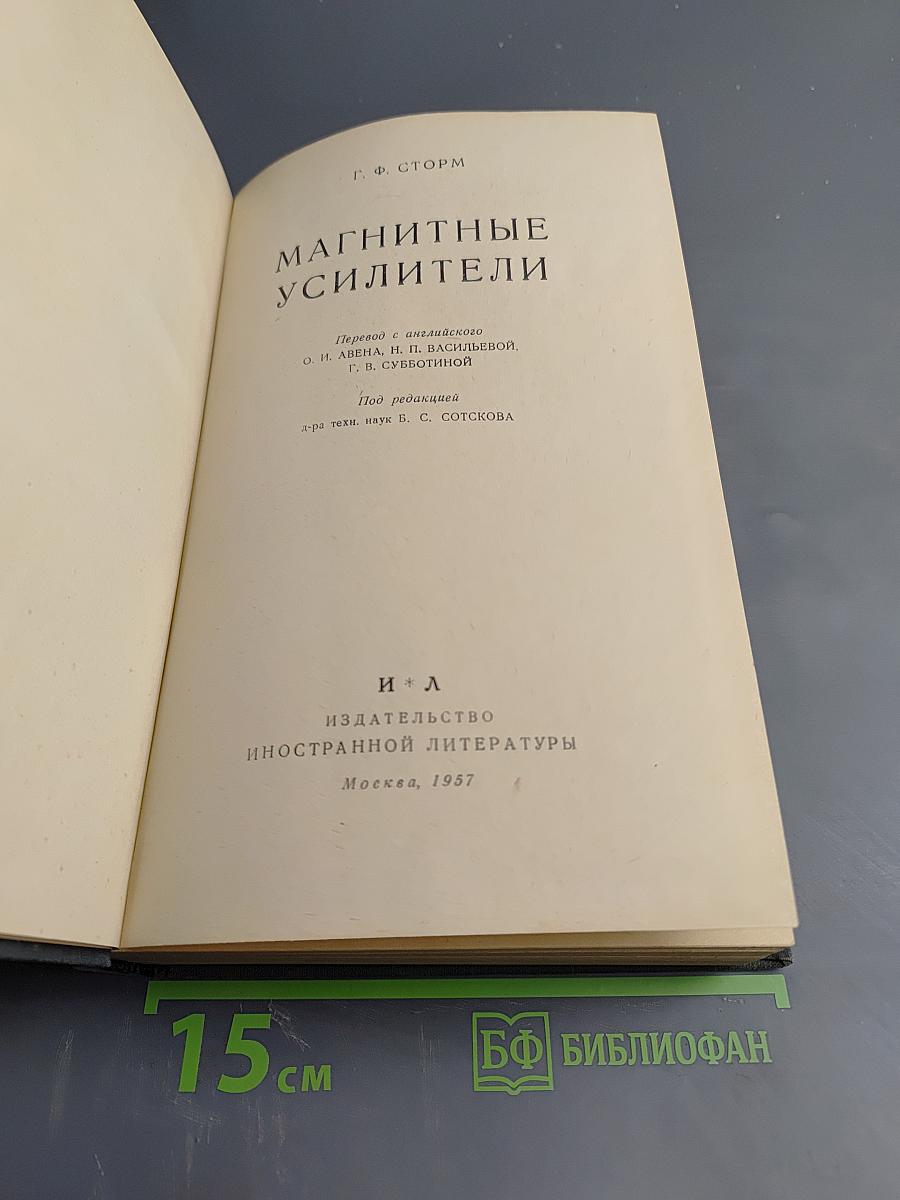 Г. Ф. СТОРМ
МАГНИТНЫЕ
УСИЛИТЕЛИ
Перевод с английского
О. И. АВЕНА, Н. П. ВАСИЛЬЕВОЙ,
Г. В. СУББОТИНОЙ
Под редакцией
д-ра техн. наук Б. С. СОТСКОВА
И * Л
ИЗДАТЕЛЬСТВО
ИНОСТРАННОЙ ЛИТЕРАТУРЫ
Москва, 1957
15 см
БФ БИБЛИОФАН